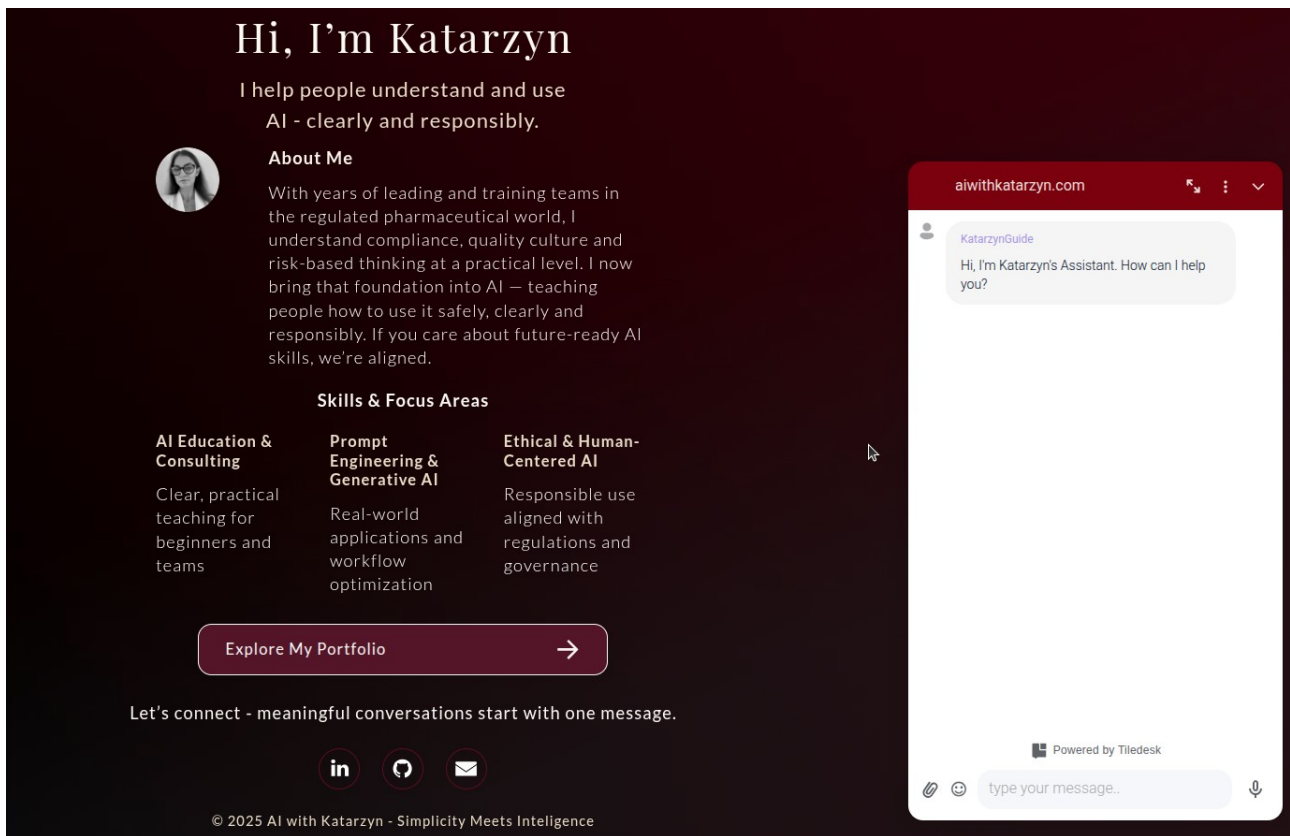 Hi, I’m Katarzyn
I help people understand and use
AI - clearly and responsibly.
About Me
With years of leading and training teams in
the regulated pharmaceutical world, I
understand compliance, quality culture and
risk-based thinking at a practical level. I now
bring that foundation into AI — teaching
people how to use it safely, clearly and
responsibly. If you care about future-ready AI
skills, we’re aligned.
Skills & Focus Areas
AI Education &
Consulting
Clear, practical
teaching for
beginners and
teams
Prompt
Engineering &
Generative AI
Real-world
applications and
workflow
optimization
Ethical & Human-
Centered AI
Responsible use
aligned with
regulations and
governance
Explore My Portfolio
Let’s connect - meaningful conversations start with one message.
in
© 2025 AI with Katarzyn - Simplicity Meets Inteligence
aiwithkatarzyn.com
KatarzynGuide
Hi, I'm Katarzyn's Assistant. How can I help
you?
Powered by Tiledesk
type your message..